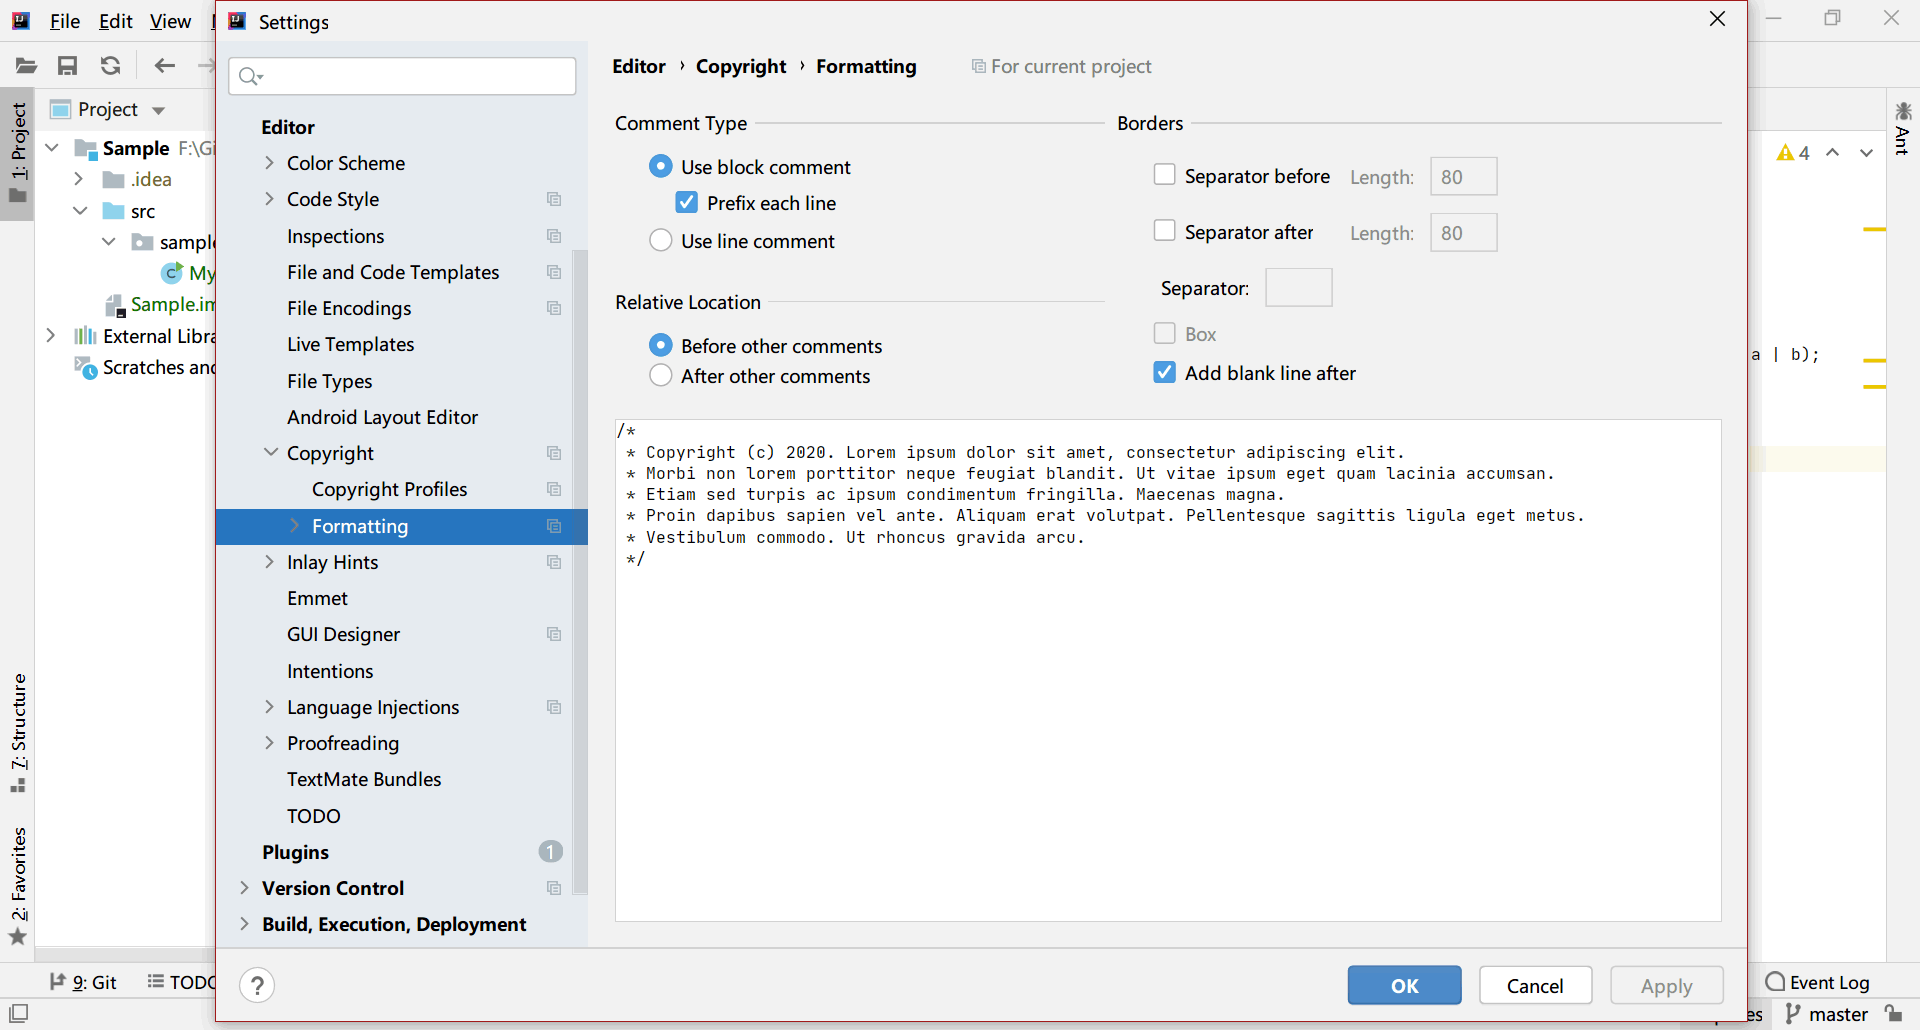 File Edit View
Settings
Project
Sample F:\Gi
.idea
src
sample
My
Sample.im
External Libra
Scratches and
1: Project
7: Structure
2: Favorites
Editor
Color Scheme
Code Style
Inspections
File and Code Templates
File Encodings
Live Templates
File Types
Android Layout Editor
Copyright
Copyright Profiles
Formatting
Inlay Hints
Emmet
GUI Designer
Intentions
Language Injections
Proofreading
TextMate Bundles
TODO
Plugins 1
Version Control
Build, Execution, Deployment
Editor › Copyright › Formatting For current project
Comment Type
Use block comment
Prefix each line
Use line comment
Relative Location
Before other comments
After other comments
Borders
Separator before Length: 80
Separator after Length: 80
Separator:
Box
Add blank line after
/*
* Copyright (c) 2020. Lorem ipsum dolor sit amet, consectetur adipiscing elit.
* Morbi non lorem porttitor neque feugiat blandit. Ut vitae ipsum eget quam lacinia accumsan.
* Etiam sed turpis ac ipsum condimentum fringilla. Maecenas magna.
* Proin dapibus sapien vel ante. Aliquam erat volutpat. Pellentesque sagittis ligula eget metus.
* Vestibulum commodo. Ut rhoncus gravida arcu.
*/
? OK Cancel Apply
4
a | b);
Ant
9: Git TODO
Event Log
es master